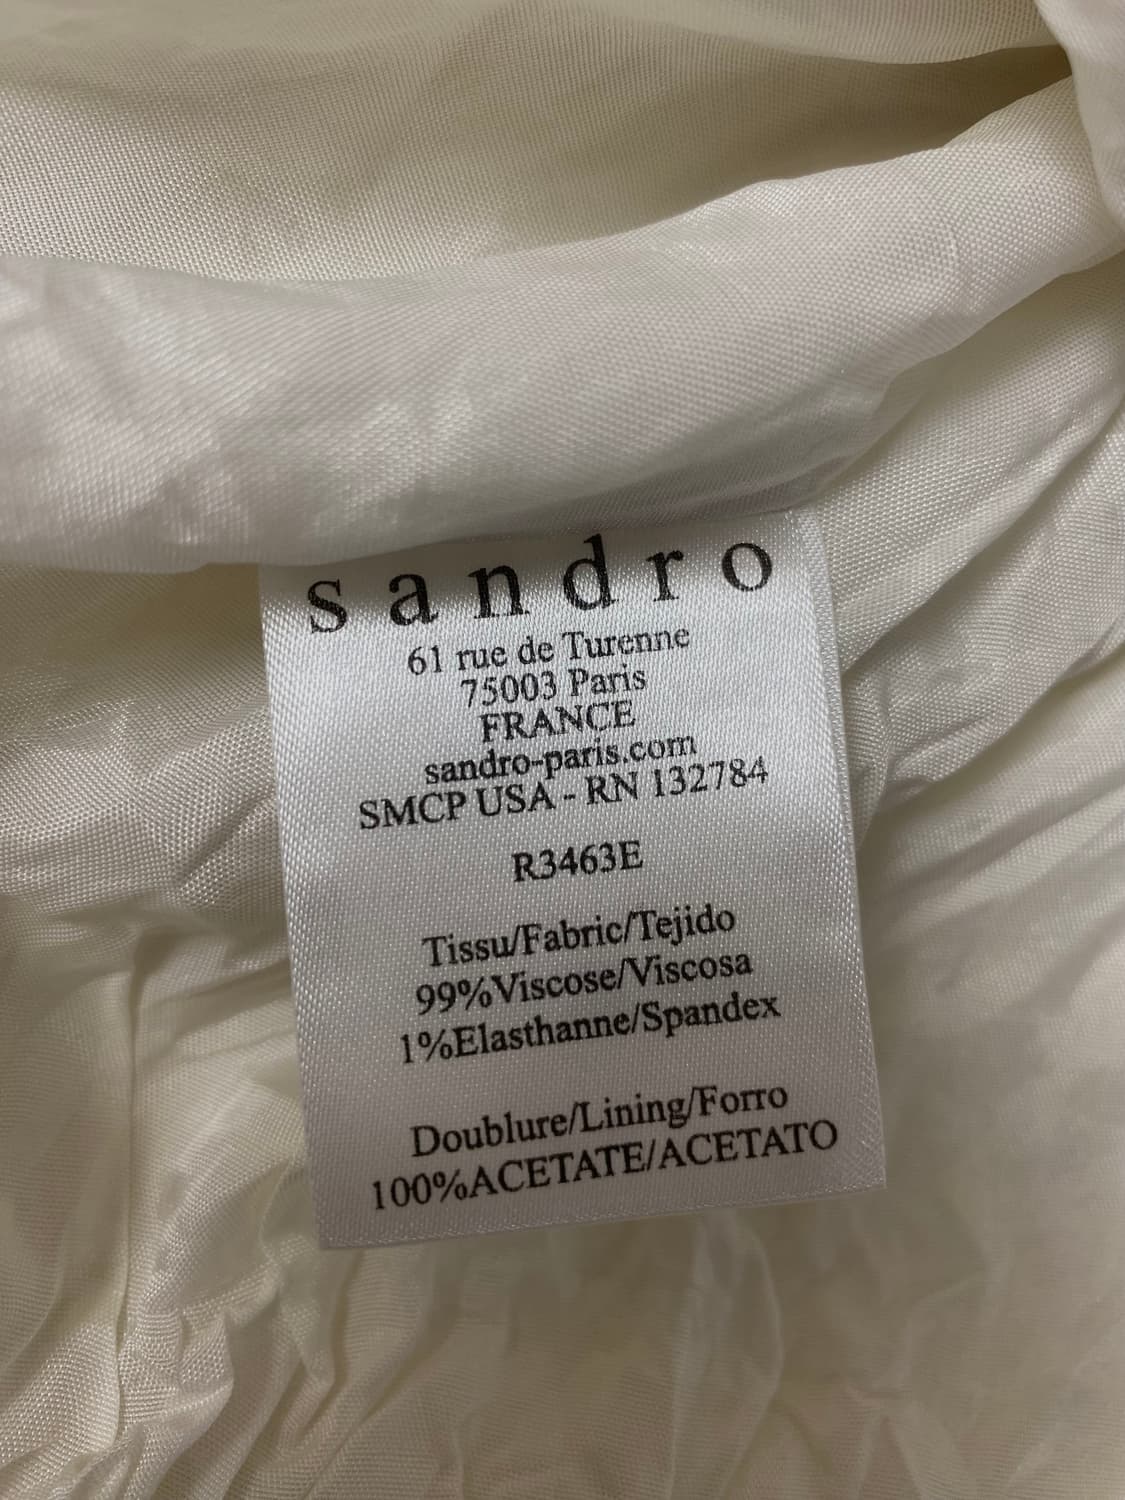 sandro
61 rue de Turenne
75003 Paris
FRANCE
sandro-paris.com
SMCP USA - RN 132784
R3463E
Tissu/Fabric/Tejido
99%Viscose/Viscosa
1%Elasthanne/Spandex
Doublure/Lining/Forro
100%ACETATE/ACETATO